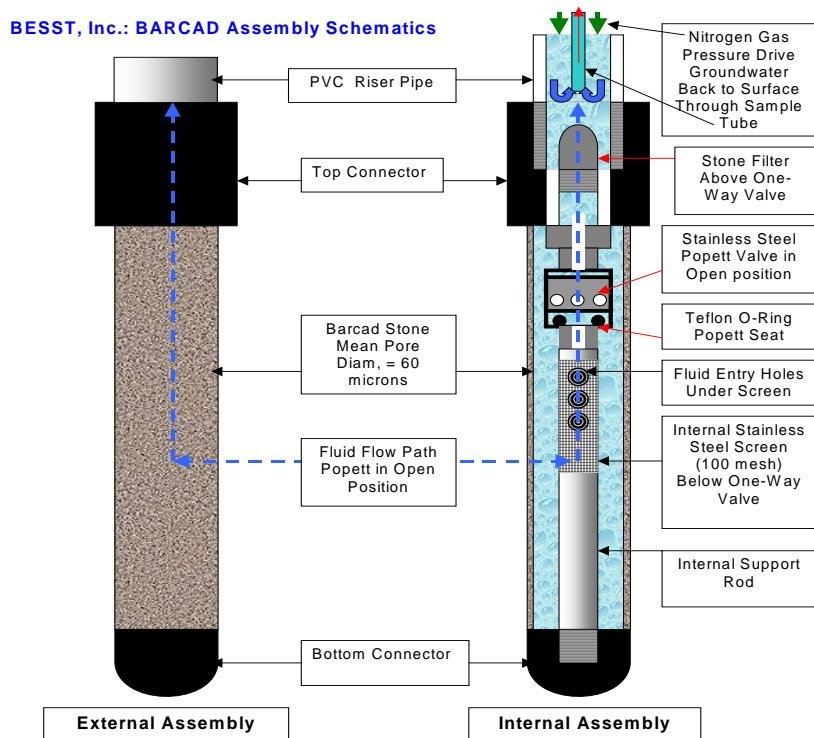 BESST, Inc.: BARCAD Assembly Schematics
PVC Riser Pipe
Top Connector
Barcad Stone
Mean Pore
Diam, = 60
microns
Fluid Flow Path
Popett in Open
Position
Bottom Connector
Nitrogen Gas
Pressure Drive
Groundwater
Back to Surface
Through Sample
Tube
Stone Filter
Above One-
Way Valve
Stainless Steel
Popett Valve in
Open position
Teflon O-Ring
Popett Seat
Fluid Entry Holes
Under Screen
Internal Stainless
Steel Screen
(100 mesh)
Below One-Way
Valve
Internal Support
Rod
External Assembly
Internal Assembly